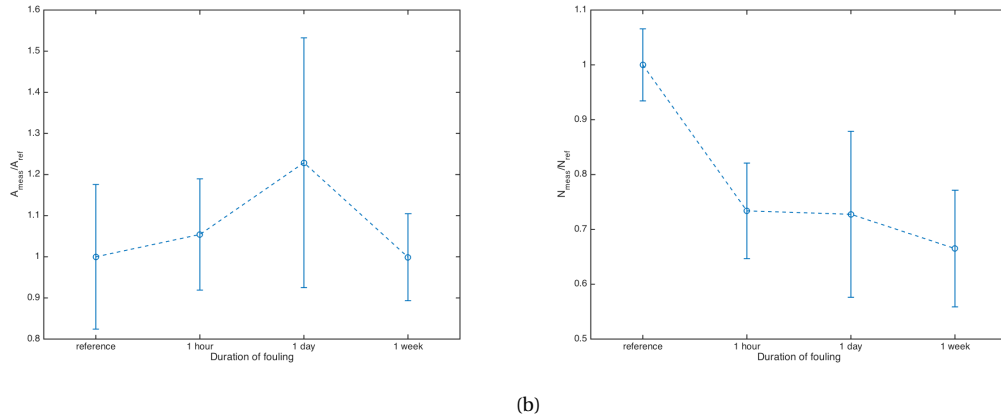 1.6
1.5
1.4
1.3
1.2
1.1
1
0.9
0.8
A_meas/A_ref
reference 1 hour 1 day 1 week
Duration of fouling
1.1
1
0.9
0.8
0.7
0.6
0.5
N_meas/N_ref
reference 1 hour 1 day 1 week
Duration of fouling
(b)